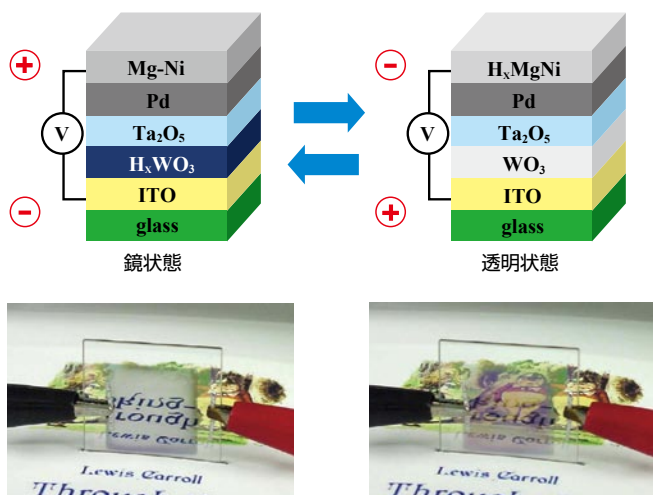 +
Mg-Ni
Pd
V
Ta₂O₅
HₓWO₃
ITO
−
glass
鏡状態
−
HₓMgNi
Pd
V
Ta₂O₅
WO₃
ITO
+
glass
透明状態
Lewis Carroll
Lewis Carroll